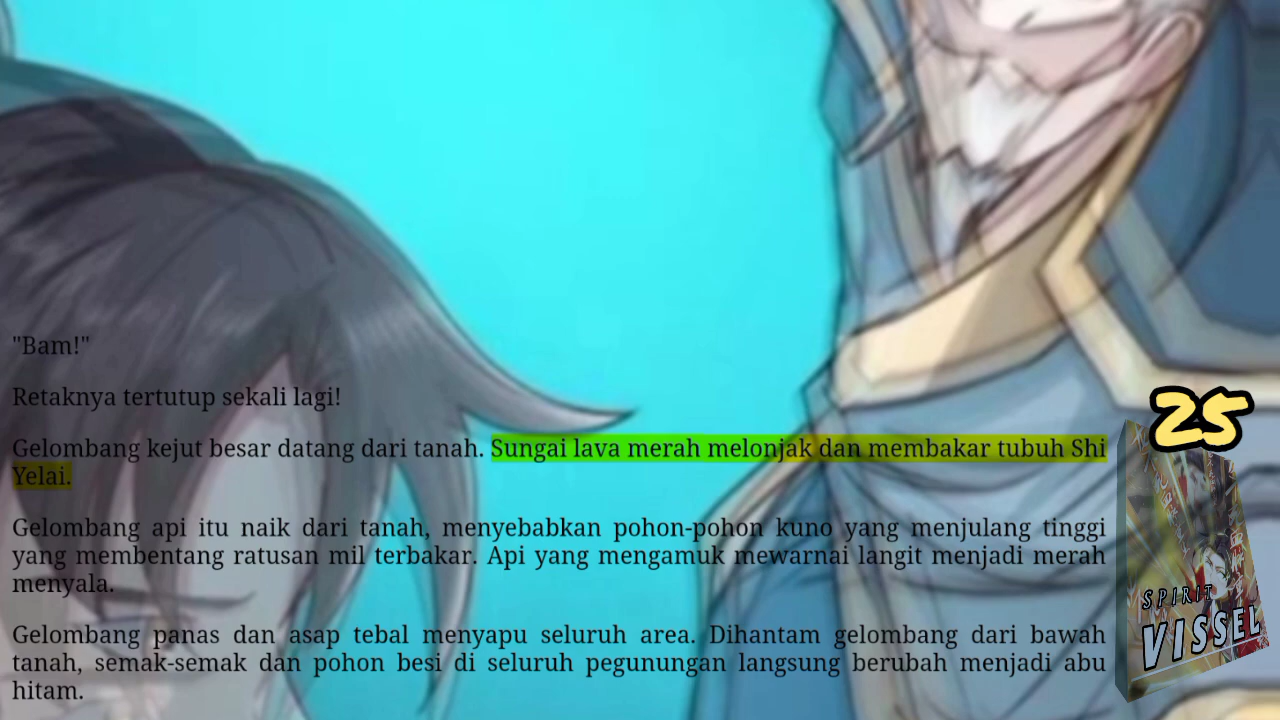 "Bam!"
Retaknya tertutup sekali lagi!
Gelombang kejut besar datang dari tanah. Sungai lava merah melonjak dan membakar tubuh Shi
Yelai.
Gelombang api itu naik dari tanah, menyebabkan pohon-pohon kuno yang menjulang tinggi
yang membentang ratusan mil terbakar. Api yang mengamuk mewarnai langit menjadi merah
menyala.
Gelombang panas dan asap tebal menyapu seluruh area. Dihantam gelombang dari bawah
tanah, semak-semak dan pohon besi di seluruh pegunungan langsung berubah menjadi abu
hitam.
25
SPIRIT
VISSEL